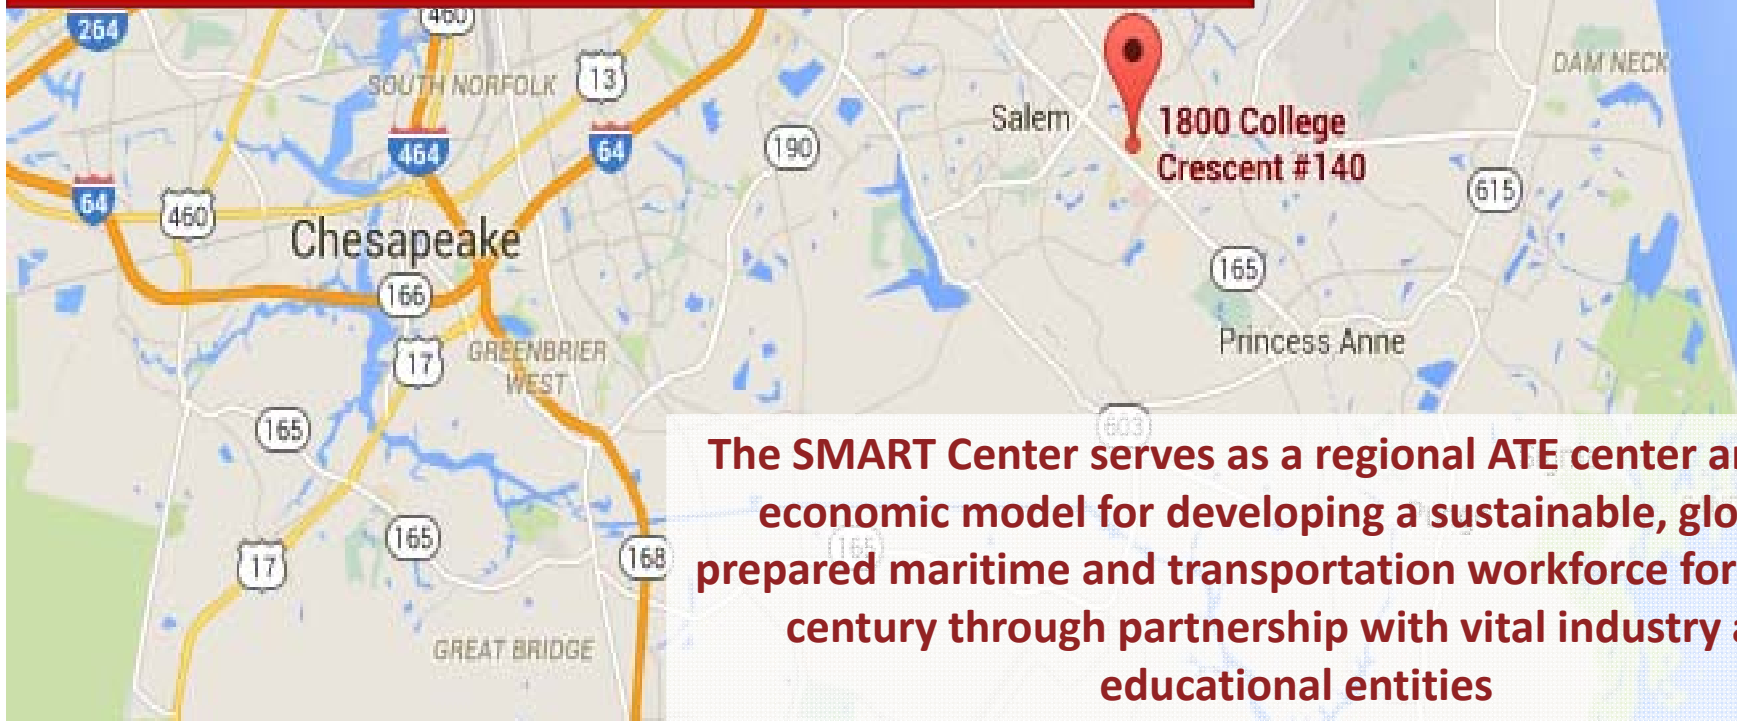 460
264
SOUTH NORFOLK
13
DAM NECK
Salem
1800 College
Crescent #140
464
64
190
64
460
615
Chesapeake
166
165
Princess Anne
17
GREENBRIER
WEST
165
603
The SMART Center serves as a regional ATE center a
economic model for developing a sustainable, glo
prepared maritime and transportation workforce for
century through partnership with vital industry a
educational entities
165
165
168
17
GREAT BRIDGE